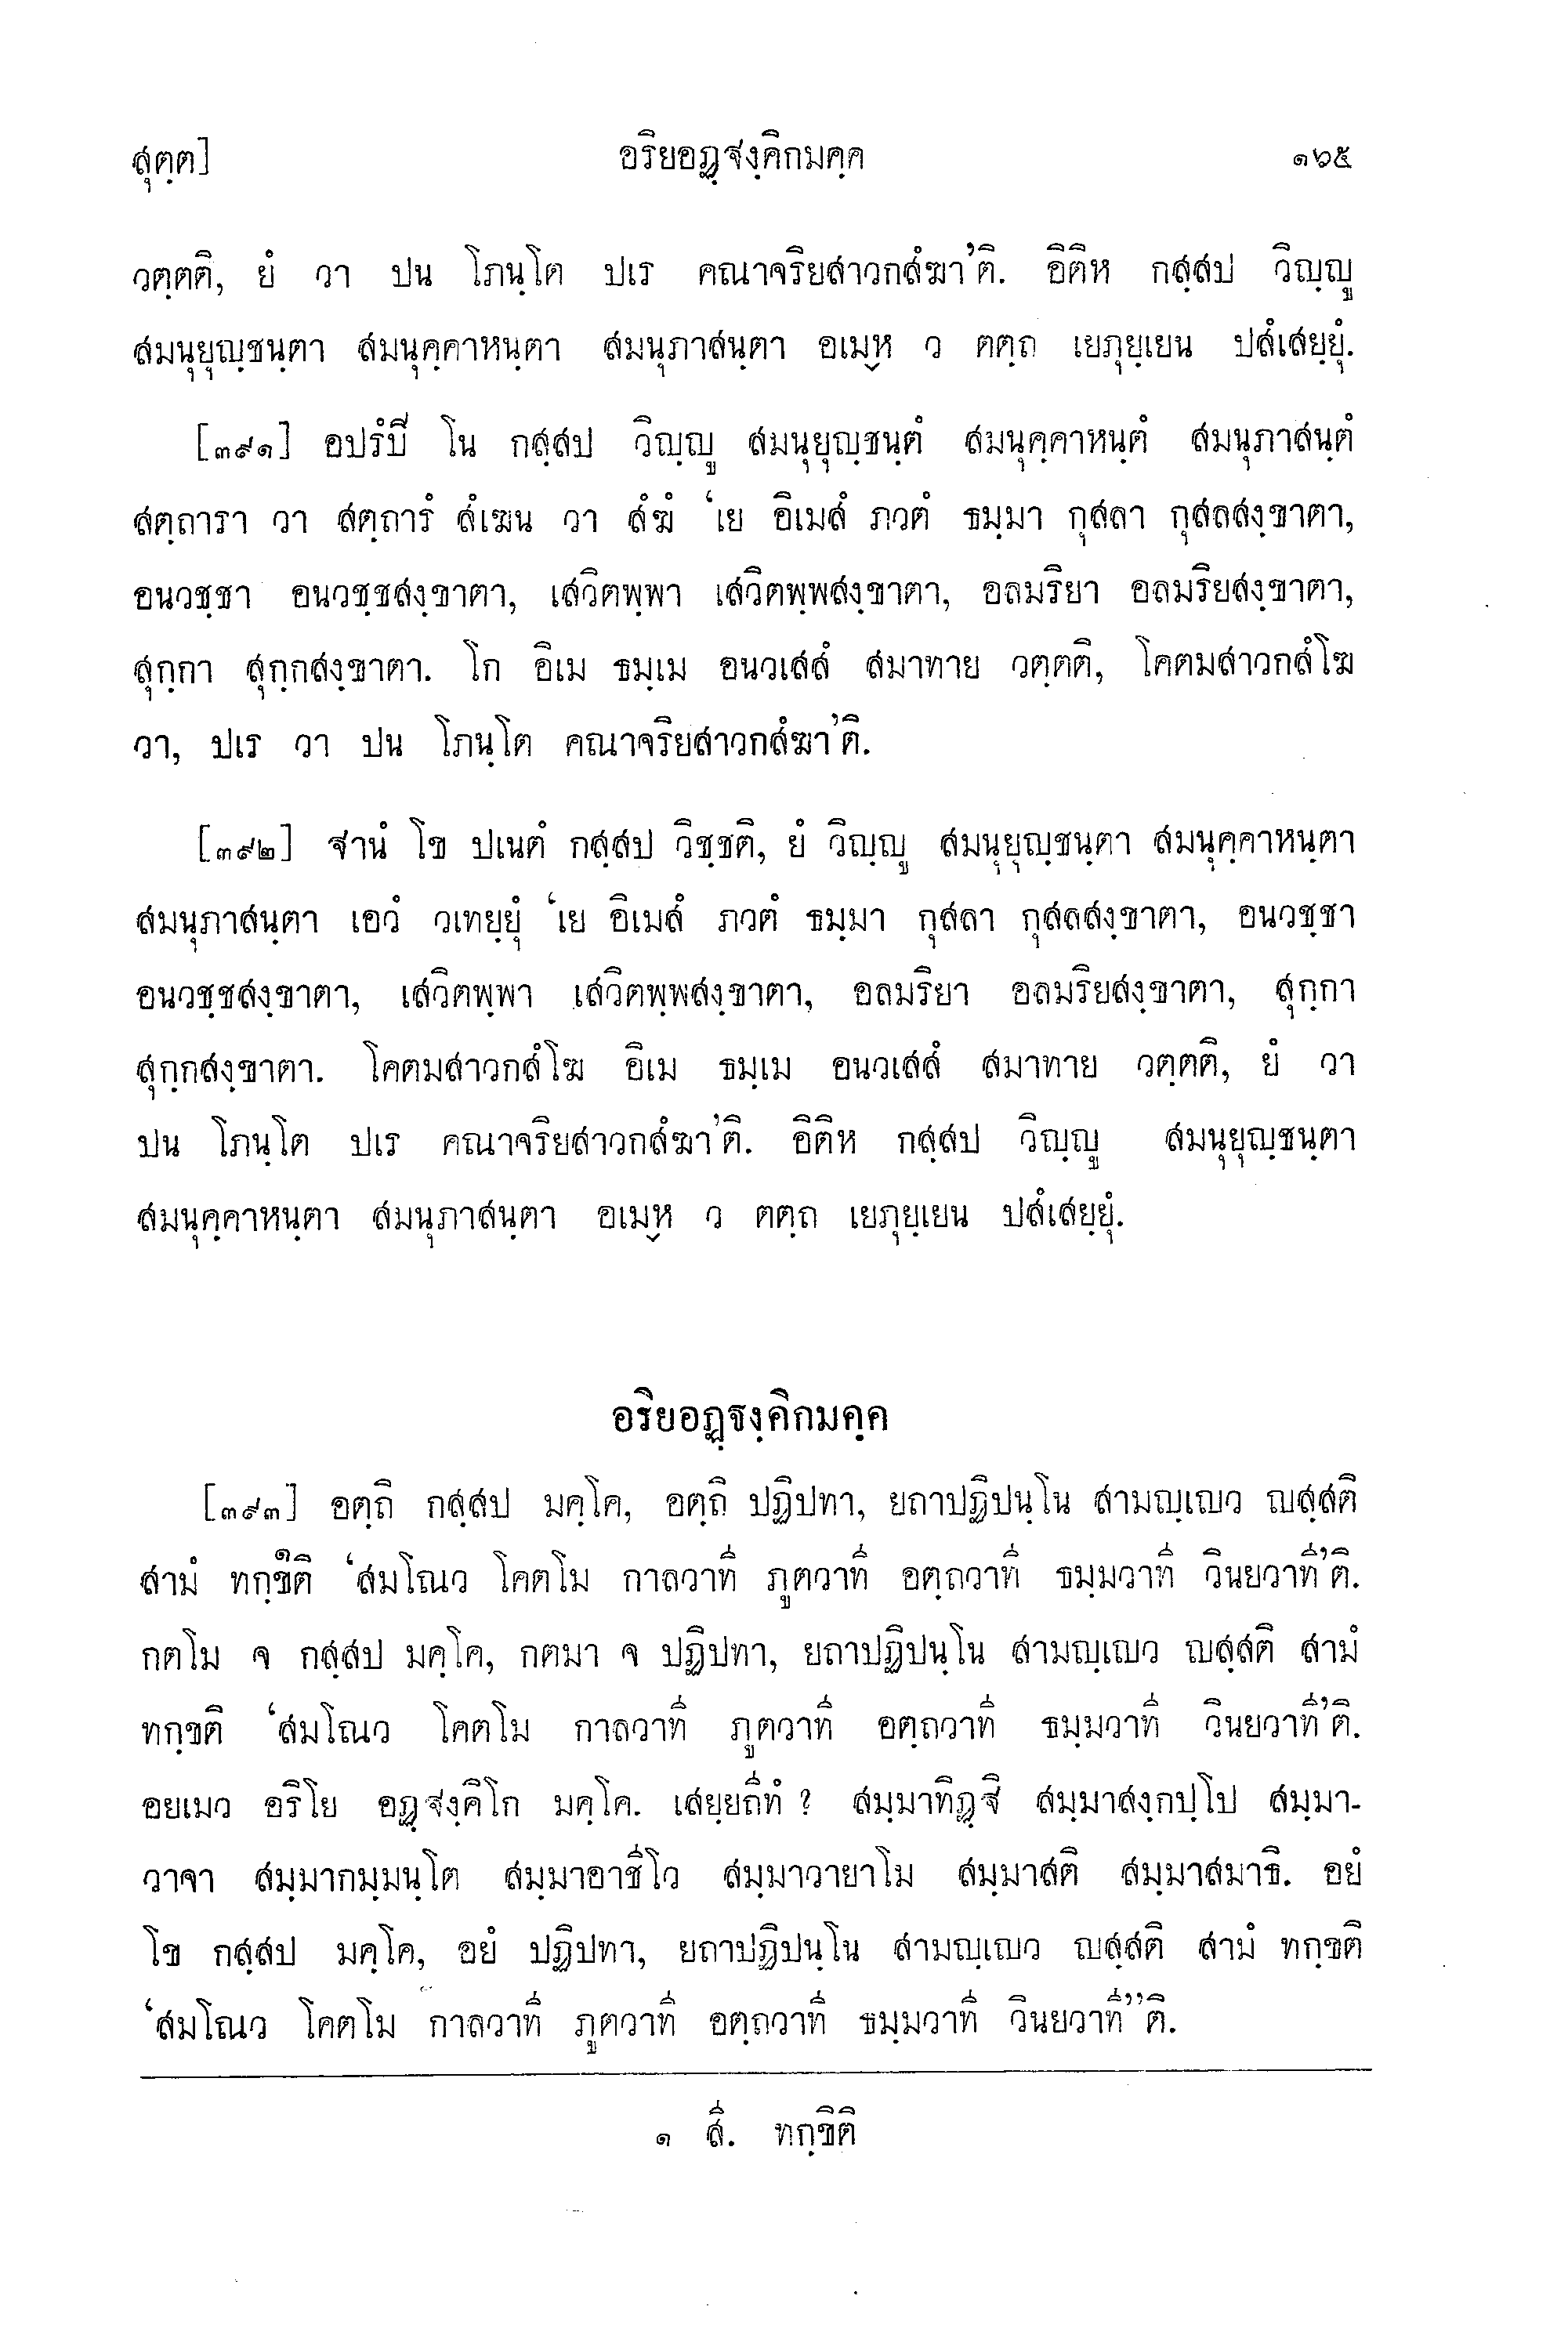 สุตฺต]
อริยอฏฺฐงฺคิกมคฺค
๑๖๕
วตฺตติ, ยํ วา ปน โภนฺโต ปเร คณาจริยสาวกสํฆา’ติ. อิติห กสฺสป วิญฺญู
สมนุยุญฺชนฺตา สมนุคฺคาหนฺตา สมนุภาสนฺตา อเมฺห ว ตตฺถ เยภุยฺเยน ปสํเสยฺยุํ.
[๓๙๑] อปรํปิ โน กสฺสป วิญฺญู สมนุยุญฺชนฺตํ สมนุคฺคาหนฺตํ สมนุภาสนฺตํ
สตฺถารา วา สตฺถารํ สํเฆน วา สํฆํ ‘เย อิเมสํ ภวตํ ธมฺมา กุสลา กุสลสงฺขาตา,
อนวชฺชา อนวชฺชสงฺขาตา, เสวิตพฺพา เสวิตพฺพสงฺขาตา, อลมริยา อลมริยสงฺขาตา,
สุกฺกา สุกฺกสงฺขาตา. โก อิเม ธมฺเม อนวเสสํ สมาทาย วตฺตติ, โคตมสาวกสํโฆ
วา, ปเร วา ปน โภนฺโต คณาจริยสาวกสํฆา’ติ.
[๓๙๒] ฐานํ โข ปเนตํ กสฺสป วิชฺชติ, ยํ วิญฺญู สมนุยุญฺชนฺตา สมนุคฺคาหนฺตา
สมนุภาสนฺตา เอวํ วเทยฺยุํ ‘เย อิเมสํ ภวตํ ธมฺมา กุสลา กุสลสงฺขาตา, อนวชฺชา
อนวชฺชสงฺขาตา, เสวิตพฺพา เสวิตพฺพสงฺขาตา, อลมริยา อลมริยสงฺขาตา, สุกฺกา
สุกฺกสงฺขาตา. โคตมสาวกสํโฆ อิเม ธมฺเม อนวเสสํ สมาทาย วตฺตติ, ยํ วา
ปน โภนฺโต ปเร คณาจริยสาวกสํฆา’ติ. อิติห กสฺสป วิญฺญู สมนุยุญฺชนฺตา
สมนุคฺคาหนฺตา สมนุภาสนฺตา อเมฺห ว ตตฺถ เยภุยฺเยน ปสํเสยฺยุํ.
อริยอฏฺฐงฺคิกมคฺค
[๓๙๓] อตฺถิ กสฺสป มคฺโค, อตฺถิ ปฏิปทา, ยถาปฏิปนฺโน สามญฺเญว ญสฺสติ
สามํ ทกฺขิ๑ติ ‘สมโณว โคตโม กาลวาที ภูตวาที อตฺถวาที ธมฺมวาที วินยวาที’ติ.
กตโม จ กสฺสป มคฺโค, กตมา จ ปฏิปทา, ยถาปฏิปนฺโน สามญฺเญว ญสฺสติ สามํ
ทกฺขติ ‘สมโณว โคตโม กาลวาที ภูตวาที อตฺถวาที ธมฺมวาที วินยวาที’ติ.
อยเมว อริโย อฏฺฐงฺคิโก มคฺโค. เสยฺยถีทํ ? สมฺมาทิฏฺฐิ สมฺมาสงฺกปฺโป สมฺมา-
วาจา สมฺมากมฺมนฺโต สมฺมาอาชีโว สมฺมาวายาโม สมฺมาสติ สมฺมาสมาธิ. อยํ
โข กสฺสป มคฺโค, อยํ ปฏิปทา, ยถาปฏิปนฺโน สามญฺเญว ญสฺสติ สามํ ทกฺขติ
‘สมโณว โคตโม กาลวาที ภูตวาที อตฺถวาที ธมฺมวาที วินยวาที’’ติ.
๑ สี. ทกฺขิติ